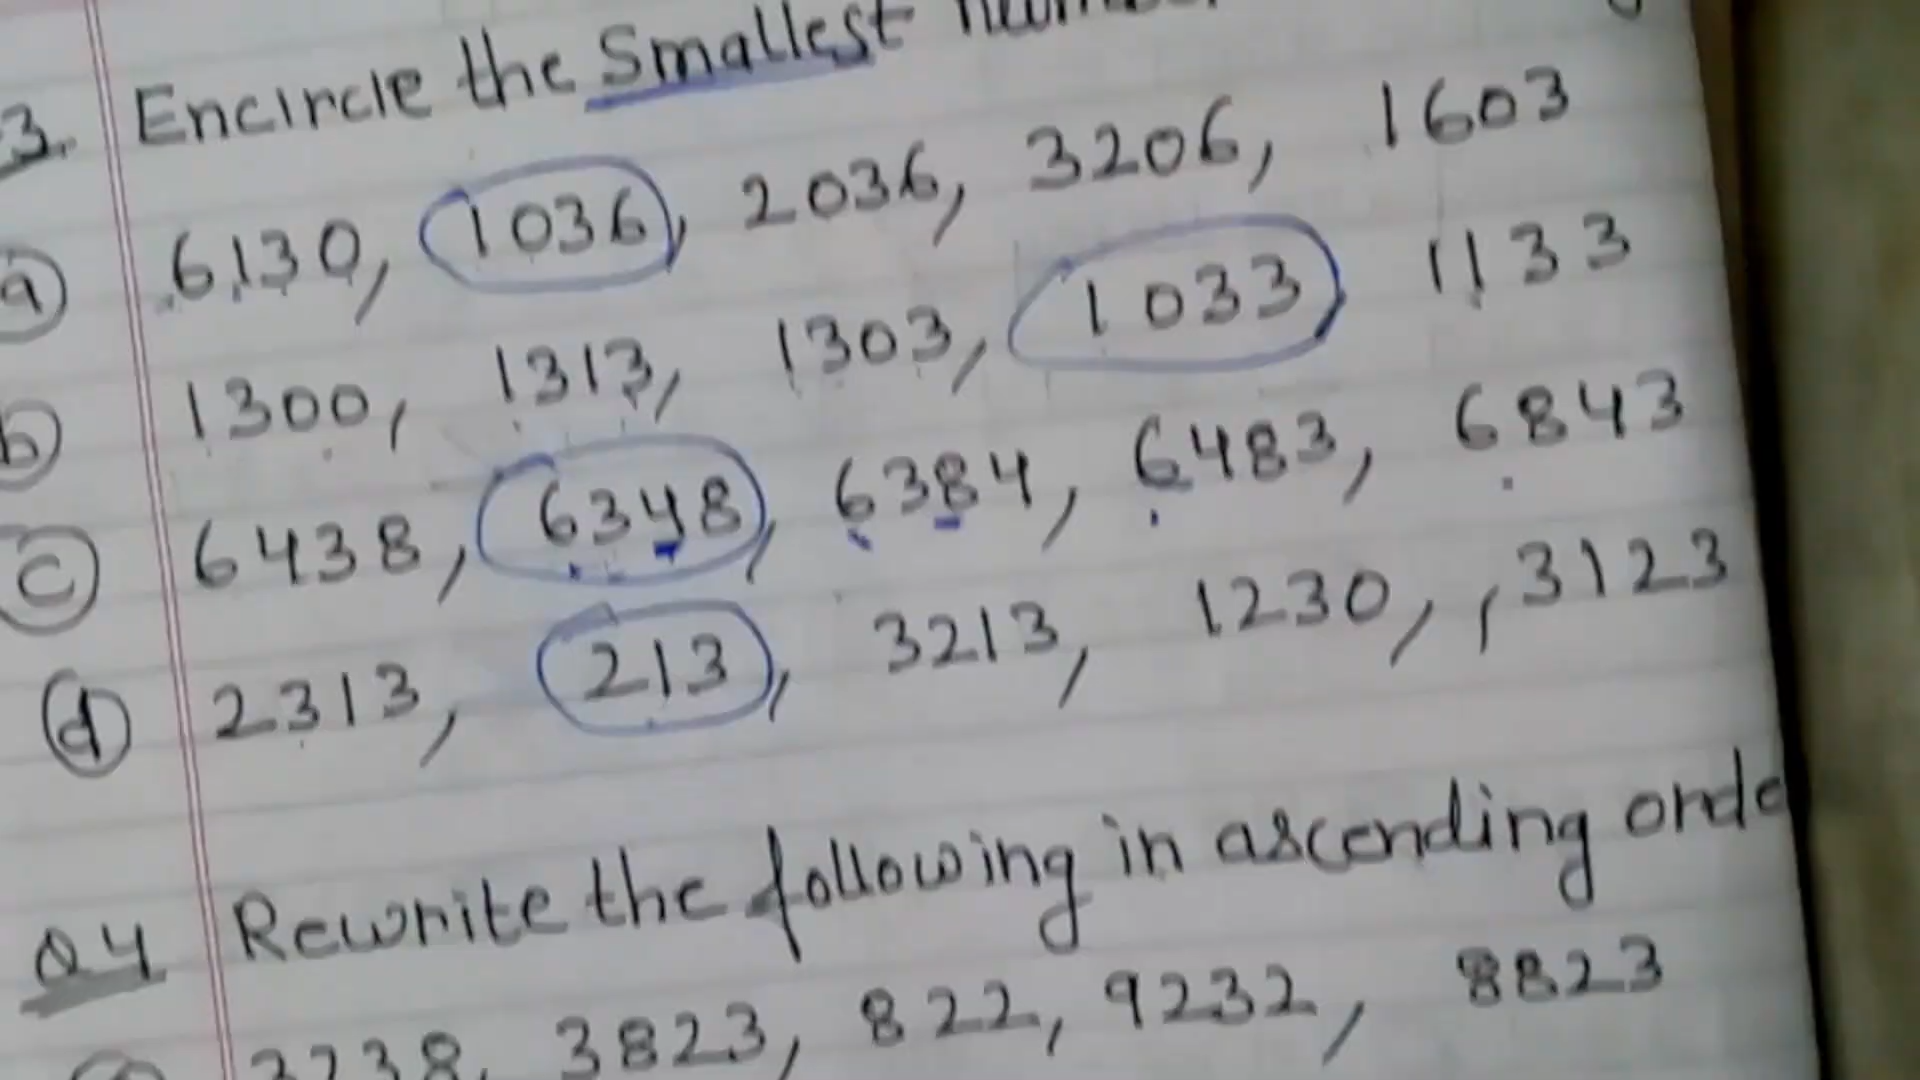 3. Encircle the Smallest
a 6130, 1036, 2036, 3206, 1603
b 1300, 1313, 1303, 1033 1133
c 6438, 6348, 6384, 6483, 6843
d 2313, 213, 3213, 1230, , 3123
Q4 Rewrite the following in ascending orde
3823, 822, 9232, 8823